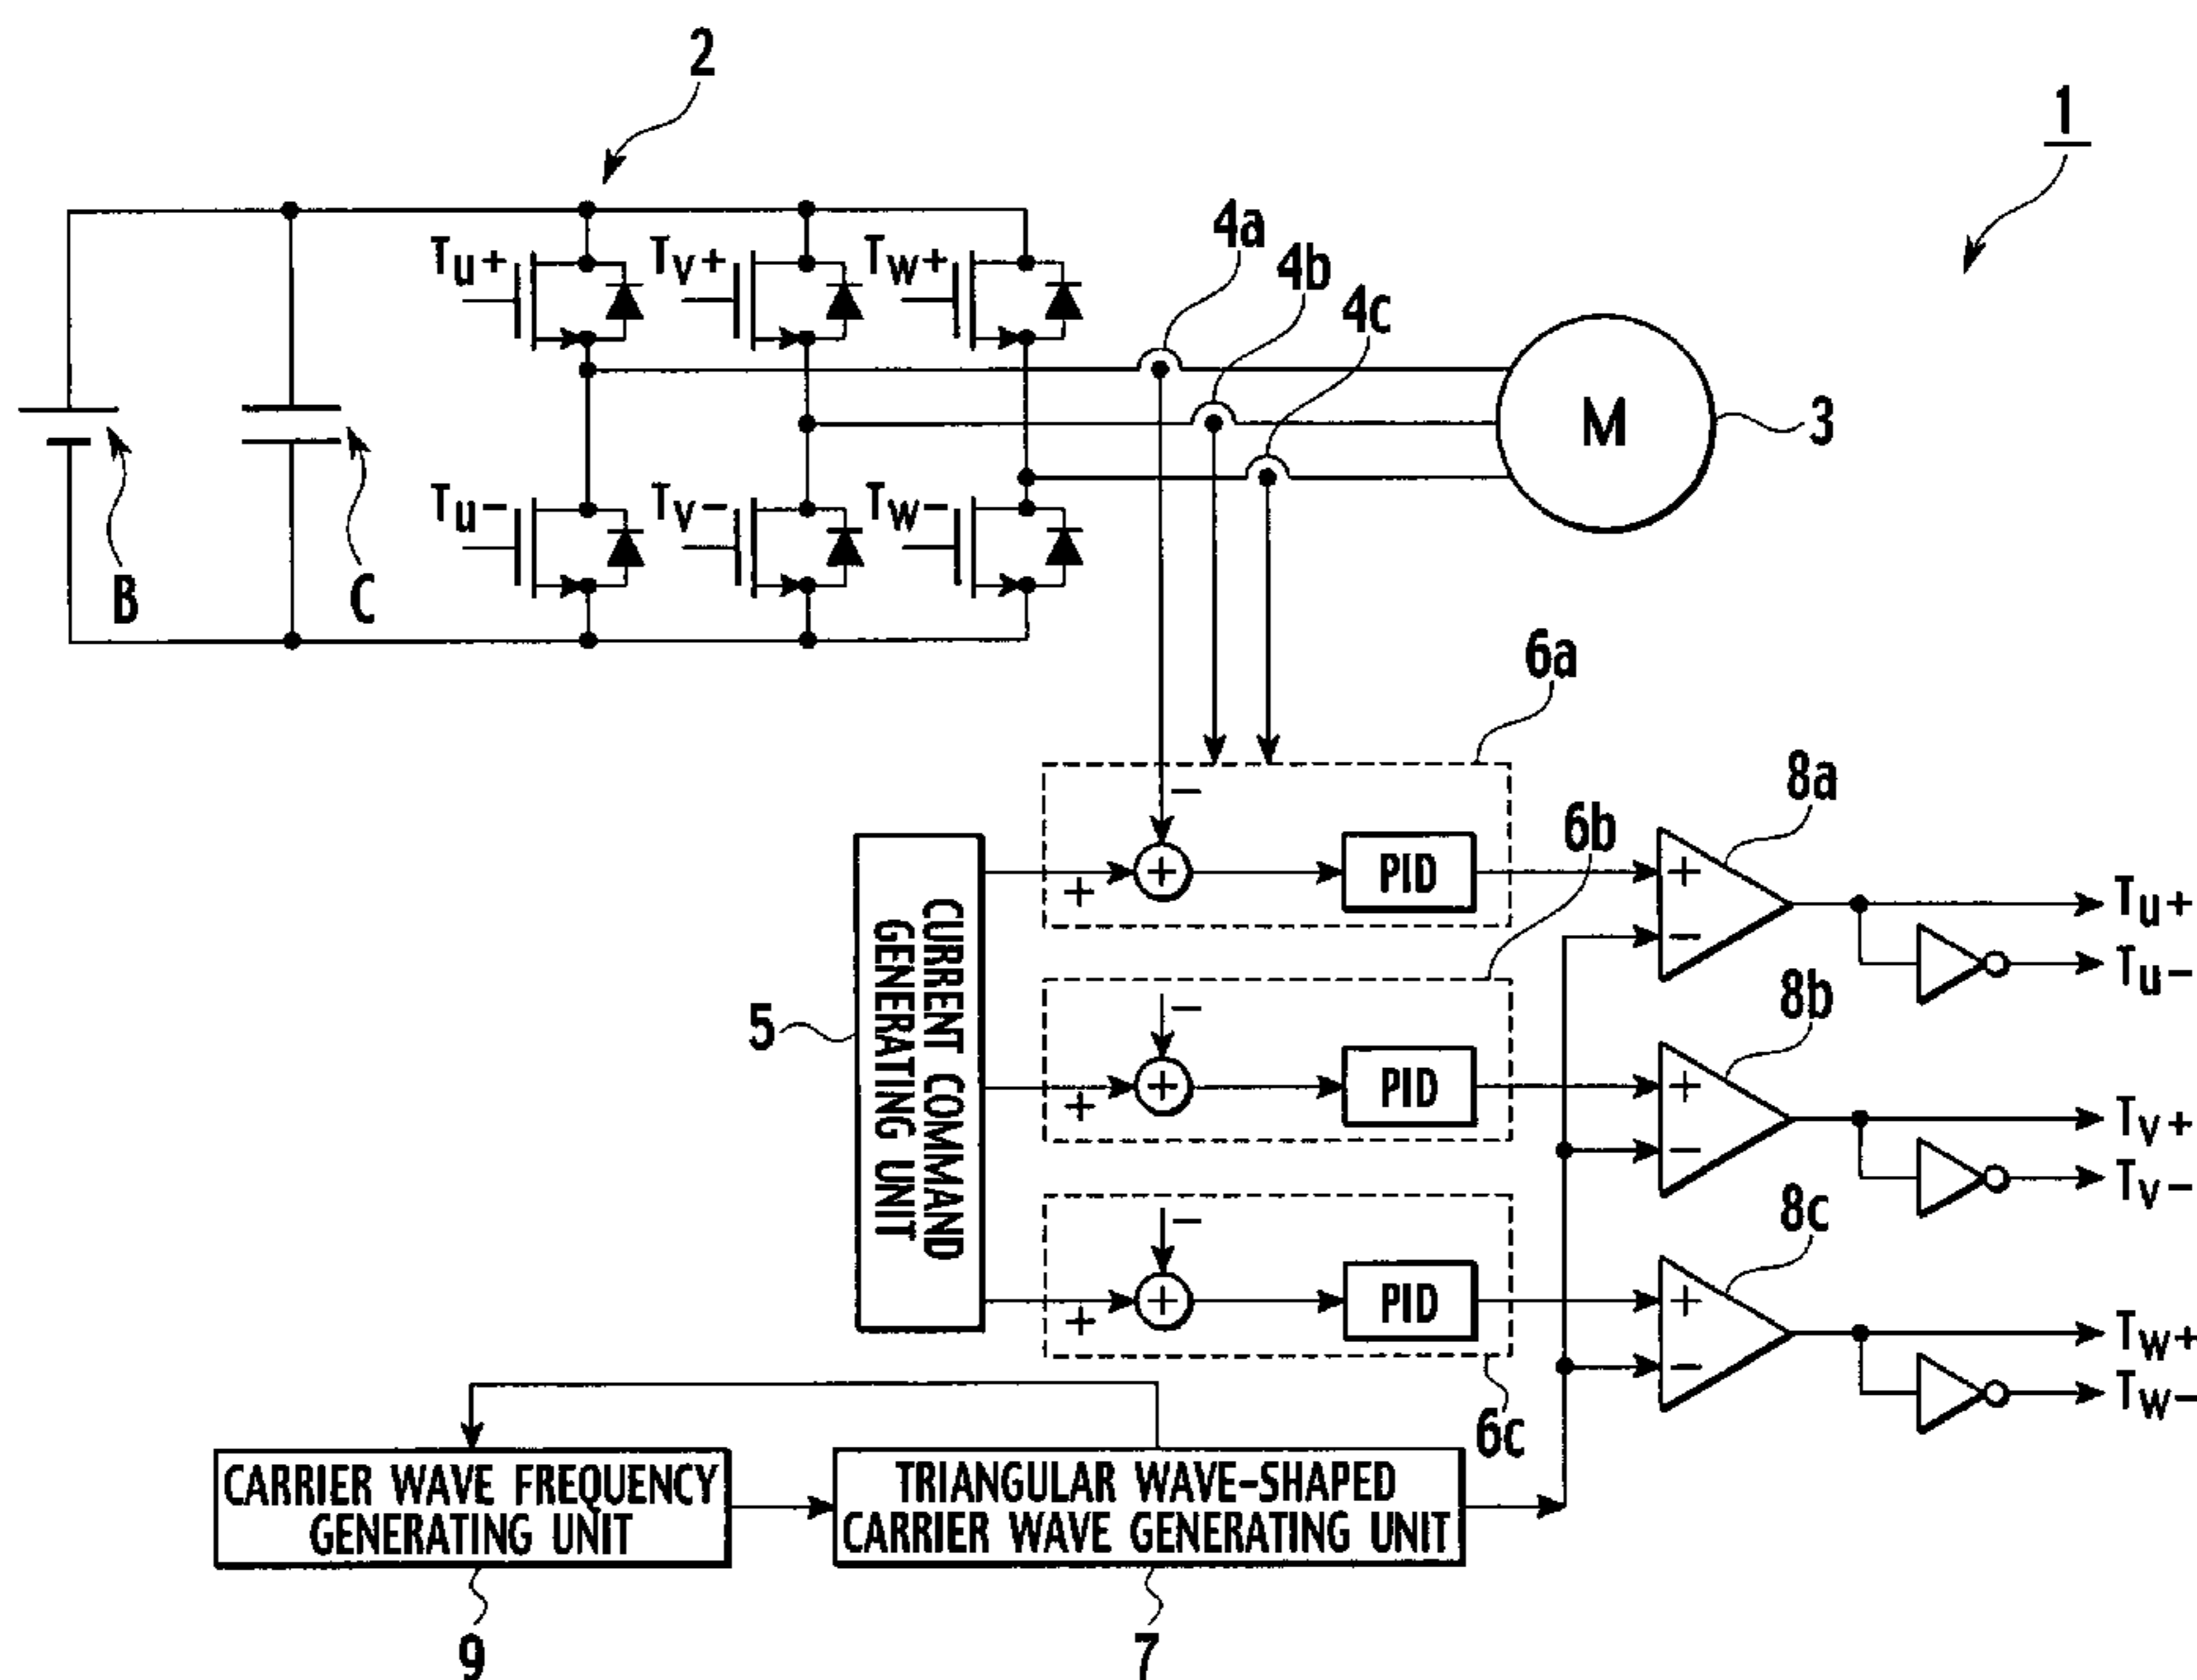 2
1
4a
4b
4c
Tu+
Tv+
Tw+
M
3
Tu-
Tv-
Tw-
B
C
6a
8a
6b
-
PID
+
+
+
-
Tu+
Tu-
5
CURRENT COMMAND
GENERATING UNIT
8b
-
PID
+
+
+
-
Tv+
Tv-
8c
-
PID
+
+
+
-
Tw+
Tw-
6c
CARRIER WAVE FREQUENCY
GENERATING UNIT
TRIANGULAR WAVE-SHAPED
CARRIER WAVE GENERATING UNIT
9
7